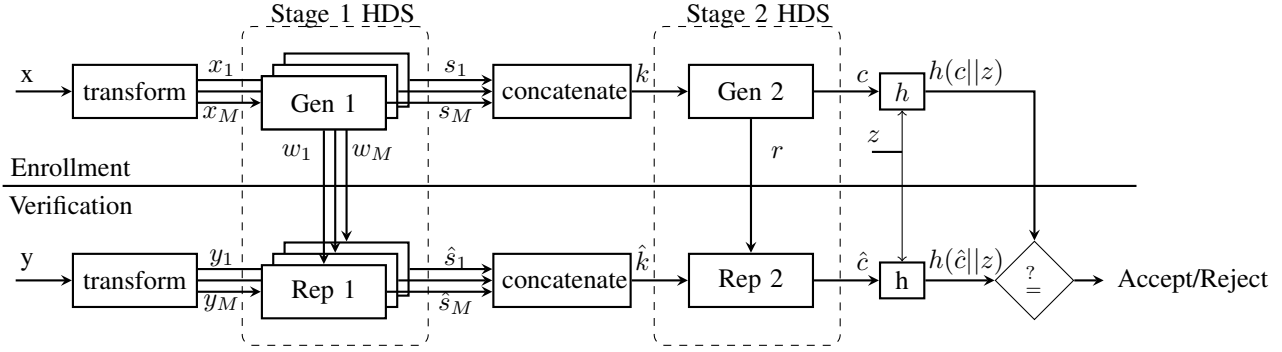 Stage 1 HDS
Stage 2 HDS
x
transform
x_1
x_M
Gen 1
s_1
s_M
concatenate
k
Gen 2
c
h
h(c||z)
w_1
w_M
r
z
Enrollment
Verification
y
transform
y_1
y_M
Rep 1
ŝ_1
ŝ_M
concatenate
k̂
Rep 2
ĉ
h
h(ĉ||z)
?
=
Accept/Reject